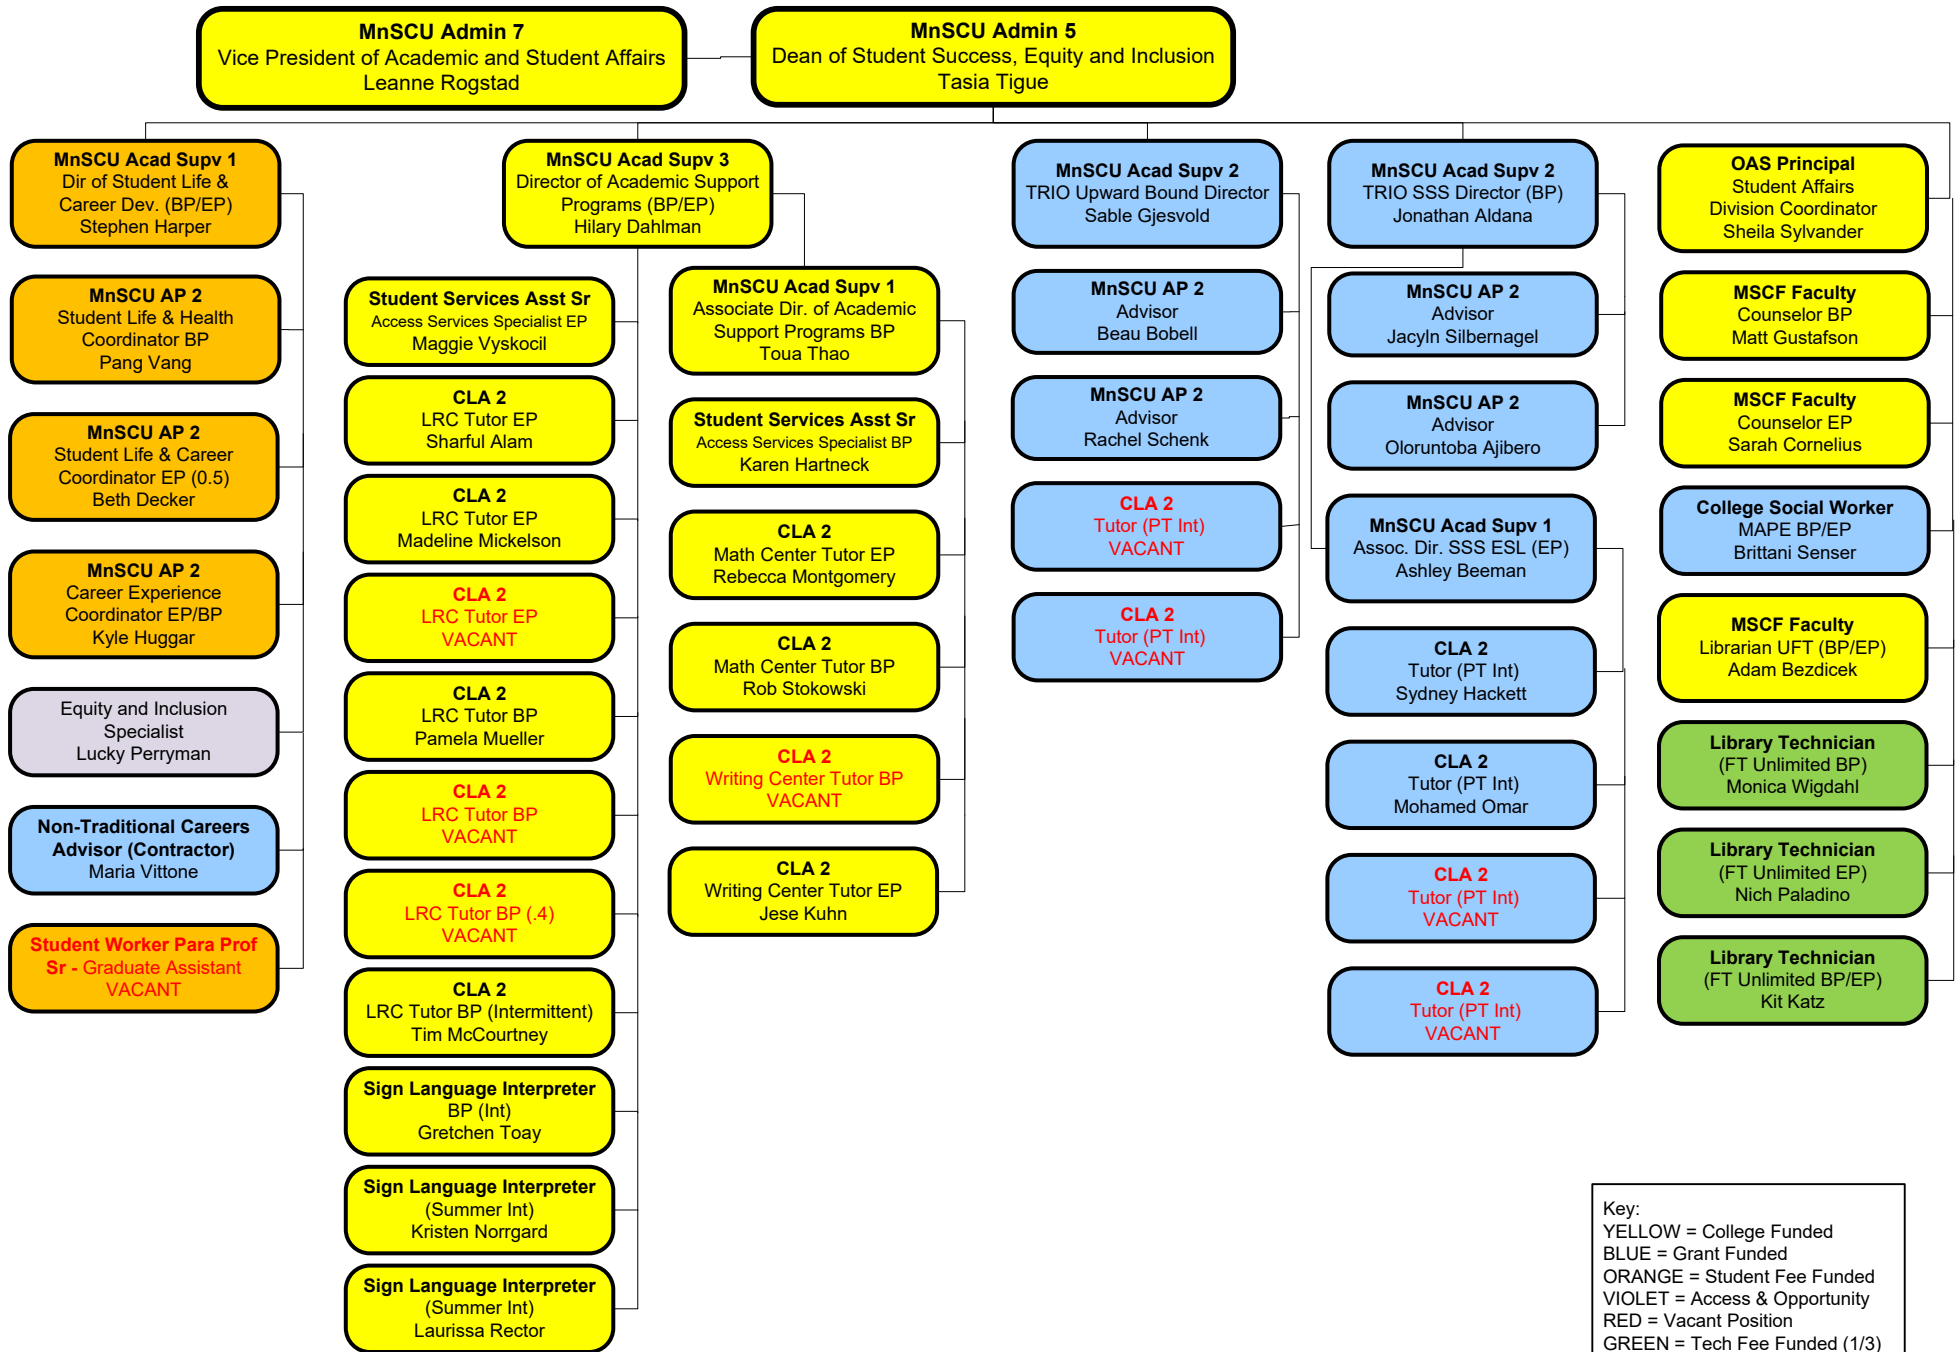 MnSCU Admin 7
Vice President of Academic and Student Affairs
Leanne Rogstad
MnSCU Admin 5
Dean of Student Success, Equity and Inclusion
Tasia Tigue
MnSCU Acad Supv 1
Dir of Student Life &
Career Dev. (BP/EP)
Stephen Harper
MnSCU AP 2
Student Life & Health
Coordinator BP
Pang Vang
MnSCU AP 2
Student Life & Career
Coordinator EP (0.5)
Beth Decker
MnSCU AP 2
Career Experience
Coordinator EP/BP
Kyle Huggar
Equity and Inclusion
Specialist
Lucky Perryman
Non-Traditional Careers
Advisor (Contractor)
Maria Vittone
Student Worker Para Prof
Sr - Graduate Assistant
VACANT
MnSCU Acad Supv 3
Director of Academic Support
Programs (BP/EP)
Hilary Dahlman
Student Services Asst Sr
Access Services Specialist EP
Maggie Vyskocil
CLA 2
LRC Tutor EP
Sharful Alam
CLA 2
LRC Tutor EP
Madeline Mickelson
CLA 2
LRC Tutor EP
VACANT
CLA 2
LRC Tutor BP
Pamela Mueller
CLA 2
LRC Tutor BP
VACANT
CLA 2
LRC Tutor BP (.4)
VACANT
CLA 2
LRC Tutor BP (Intermittent)
Tim McCourtney
Sign Language Interpreter
BP (Int)
Gretchen Toay
Sign Language Interpreter
(Summer Int)
Kristen Norrgard
Sign Language Interpreter
(Summer Int)
Laurissa Rector
MnSCU Acad Supv 1
Associate Dir. of Academic
Support Programs BP
Toua Thao
Student Services Asst Sr
Access Services Specialist BP
Karen Hartneck
CLA 2
Math Center Tutor EP
Rebecca Montgomery
CLA 2
Math Center Tutor BP
Rob Stokowski
CLA 2
Writing Center Tutor BP
VACANT
CLA 2
Writing Center Tutor EP
Jese Kuhn
MnSCU Acad Supv 2
TRIO Upward Bound Director
Sable Gjesvold
MnSCU AP 2
Advisor
Beau Bobell
MnSCU AP 2
Advisor
Rachel Schenk
CLA 2
Tutor (PT Int)
VACANT
CLA 2
Tutor (PT Int)
VACANT
MnSCU Acad Supv 2
TRIO SSS Director (BP)
Jonathan Aldana
MnSCU AP 2
Advisor
Jacyln Silbernagel
MnSCU AP 2
Advisor
Oloruntoba Ajibero
MnSCU Acad Supv 1
Assoc. Dir. SSS ESL (EP)
Ashley Beeman
CLA 2
Tutor (PT Int)
Sydney Hackett
CLA 2
Tutor (PT Int)
Mohamed Omar
CLA 2
Tutor (PT Int)
VACANT
CLA 2
Tutor (PT Int)
VACANT
OAS Principal
Student Affairs
Division Coordinator
Sheila Sylvander
MSCF Faculty
Counselor BP
Matt Gustafson
MSCF Faculty
Counselor EP
Sarah Cornelius
College Social Worker
MAPE BP/EP
Brittani Senser
MSCF Faculty
Librarian UFT (BP/EP)
Adam Bezdicek
Library Technician
(FT Unlimited BP)
Monica Wigdahl
Library Technician
(FT Unlimited EP)
Nich Paladino
Library Technician
(FT Unlimited BP/EP)
Kit Katz
Key:
YELLOW = College Funded
BLUE = Grant Funded
ORANGE = Student Fee Funded
VIOLET = Access & Opportunity
RED = Vacant Position
GREEN = Tech Fee Funded (1/3)